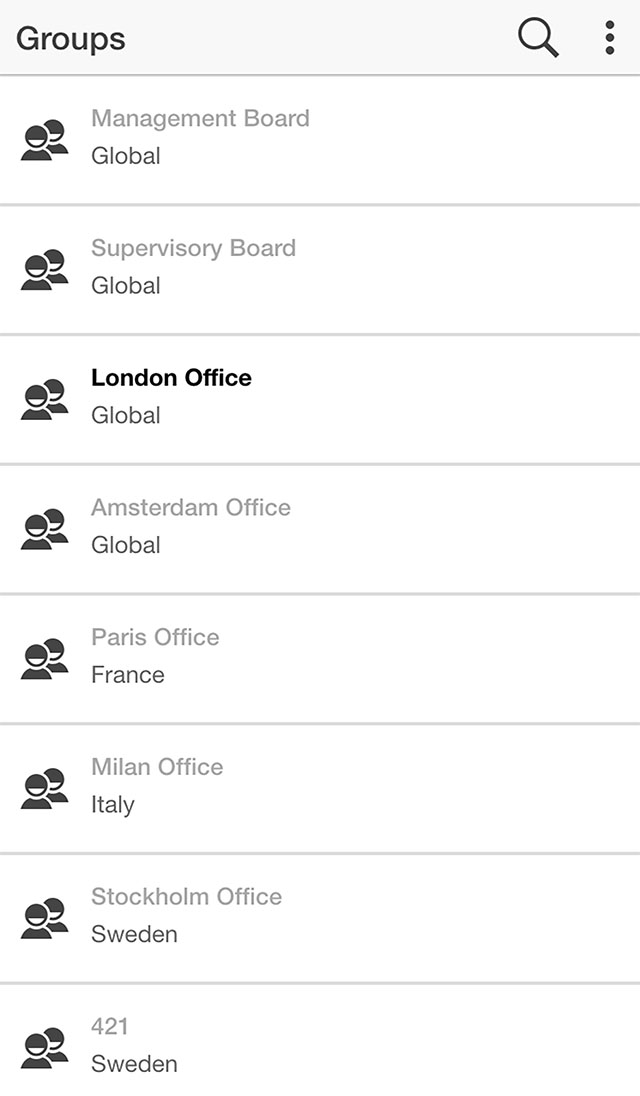 Groups
Management Board
Global
Supervisory Board
Global
London Office
Global
Amsterdam Office
Global
Paris Office
France
Milan Office
Italy
Stockholm Office
Sweden
421
Sweden